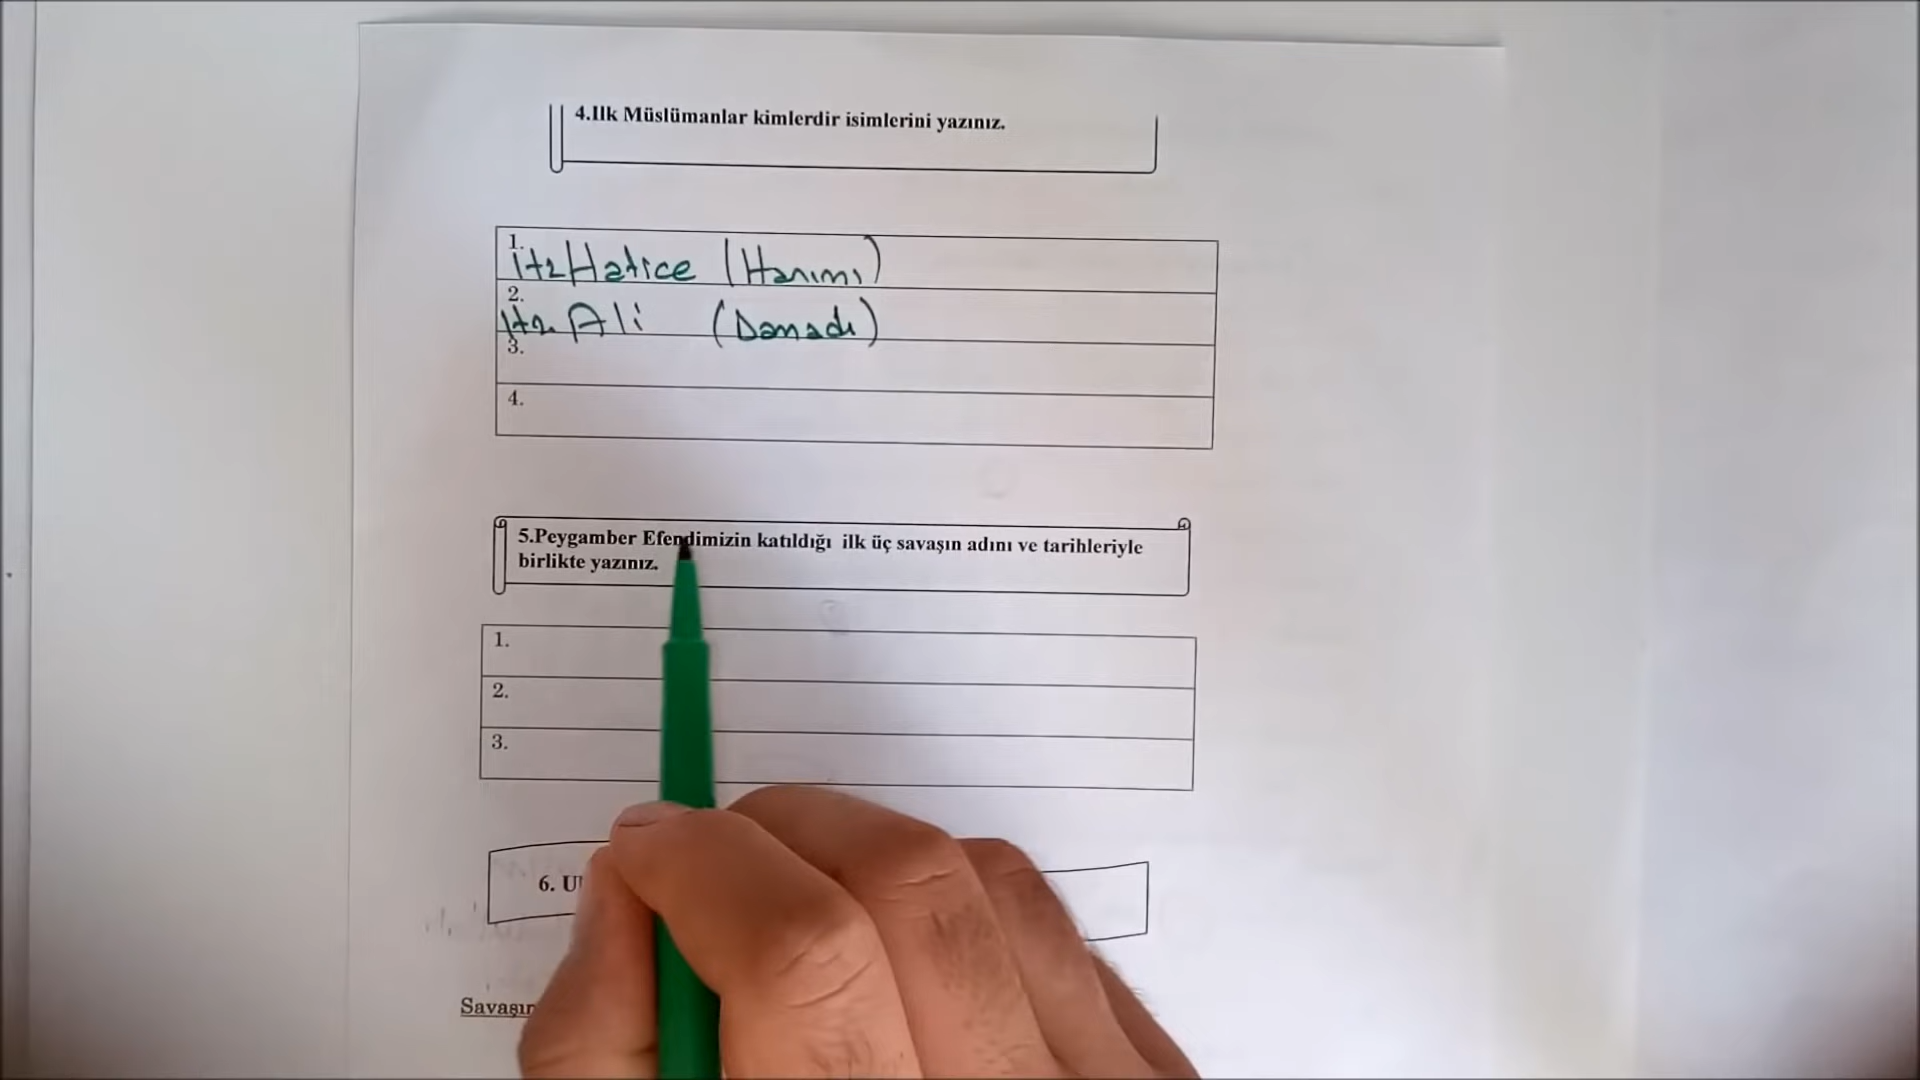 4.Ilk Müslümanlar kimlerdir isimlerini yazınız.
1.
Hz Hatice (Hanımı)
2.
Hz. Ali (Damadı)
3.
4.
5.Peygamber Efendimizin katıldığı ilk üç savaşın adını ve tarihleriyle
birlikte yazınız.
1.
2.
3.
6.